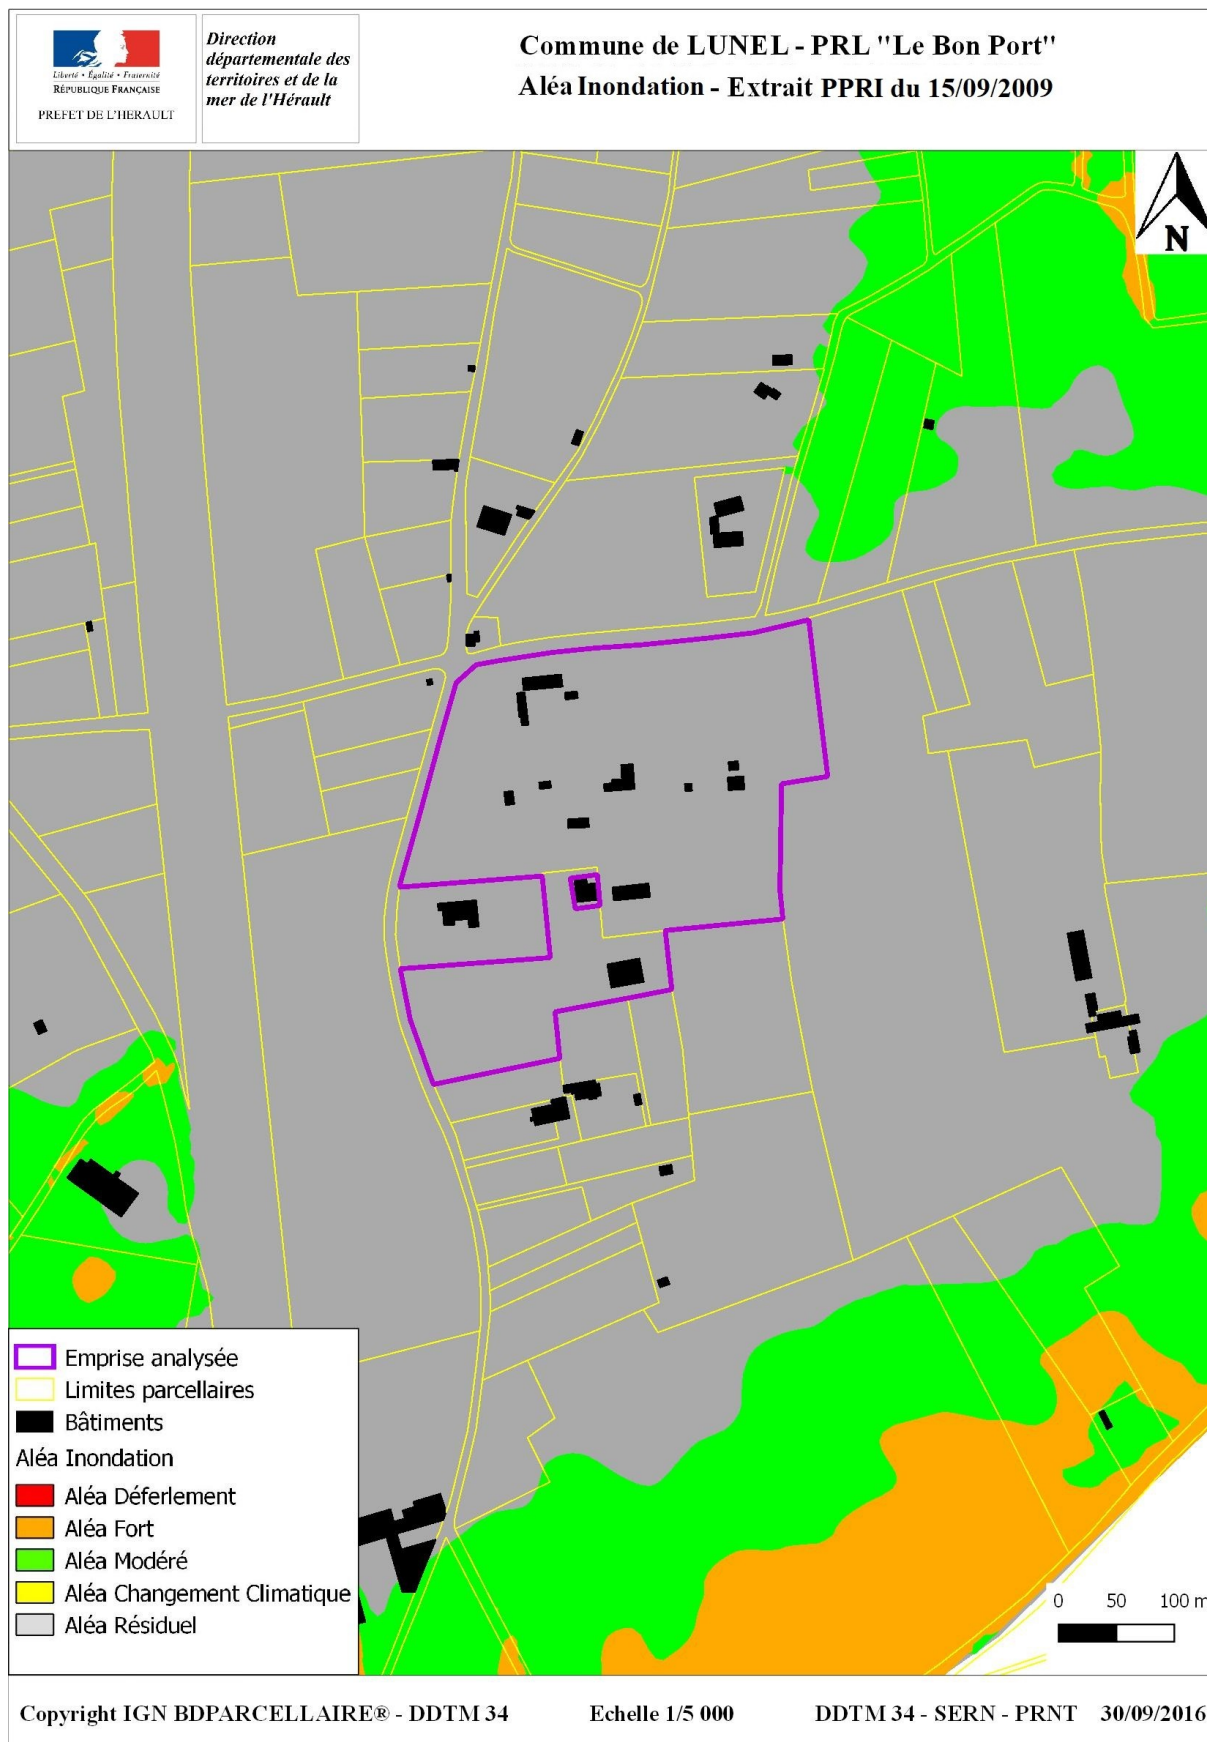 Liberté • Égalité • Fraternité
RÉPUBLIQUE FRANÇAISE
PREFET DE L'HERAULT
Direction
départementale des
territoires et de la
mer de l'Hérault
Commune de LUNEL - PRL "Le Bon Port"
Aléa Inondation - Extrait PPRI du 15/09/2009
N
Emprise analysée
Limites parcellaires
Bâtiments
Aléa Inondation
Aléa Déferlement
Aléa Fort
Aléa Modéré
Aléa Changement Climatique
Aléa Résiduel
0 50 100 m
Copyright IGN BDPARCELLAIRE® - DDTM 34 Echelle 1/5 000 DDTM 34 - SERN - PRNT 30/09/2016